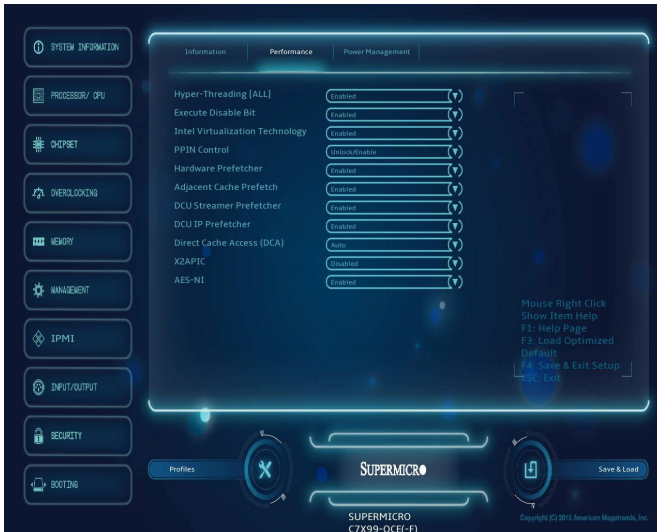 SYSTEM INFORMATION
PROCESSOR/ CPU
CHIPSET
OVERCLOCKING
MEMORY
MANAGEMENT
IPMI
INPUT/OUTPUT
SECURITY
BOOTING
Information Performance Power Management
Hyper-Threading [ALL] Enabled
Execute Disable Bit Enabled
Intel Virtualization Technology Enabled
PPIN Control Unlock/Enable
Hardware Prefetcher Enabled
Adjacent Cache Prefetch Enabled
DCU Streamer Prefetcher Enabled
DCU IP Prefetcher Enabled
Direct Cache Access (DCA) Auto
X2APIC Disabled
AES-NI Enabled
Mouse Right Click
Show Item Help
F1: Help Page
F3: Load Optimized
Default
F4: Save & Exit Setup
ESC: Exit
Profiles
SUPERMICRO
Save & Load
SUPERMICRO
C7X99-OCE(-F)
Copyright (C) 2015 American Megatrends, Inc.